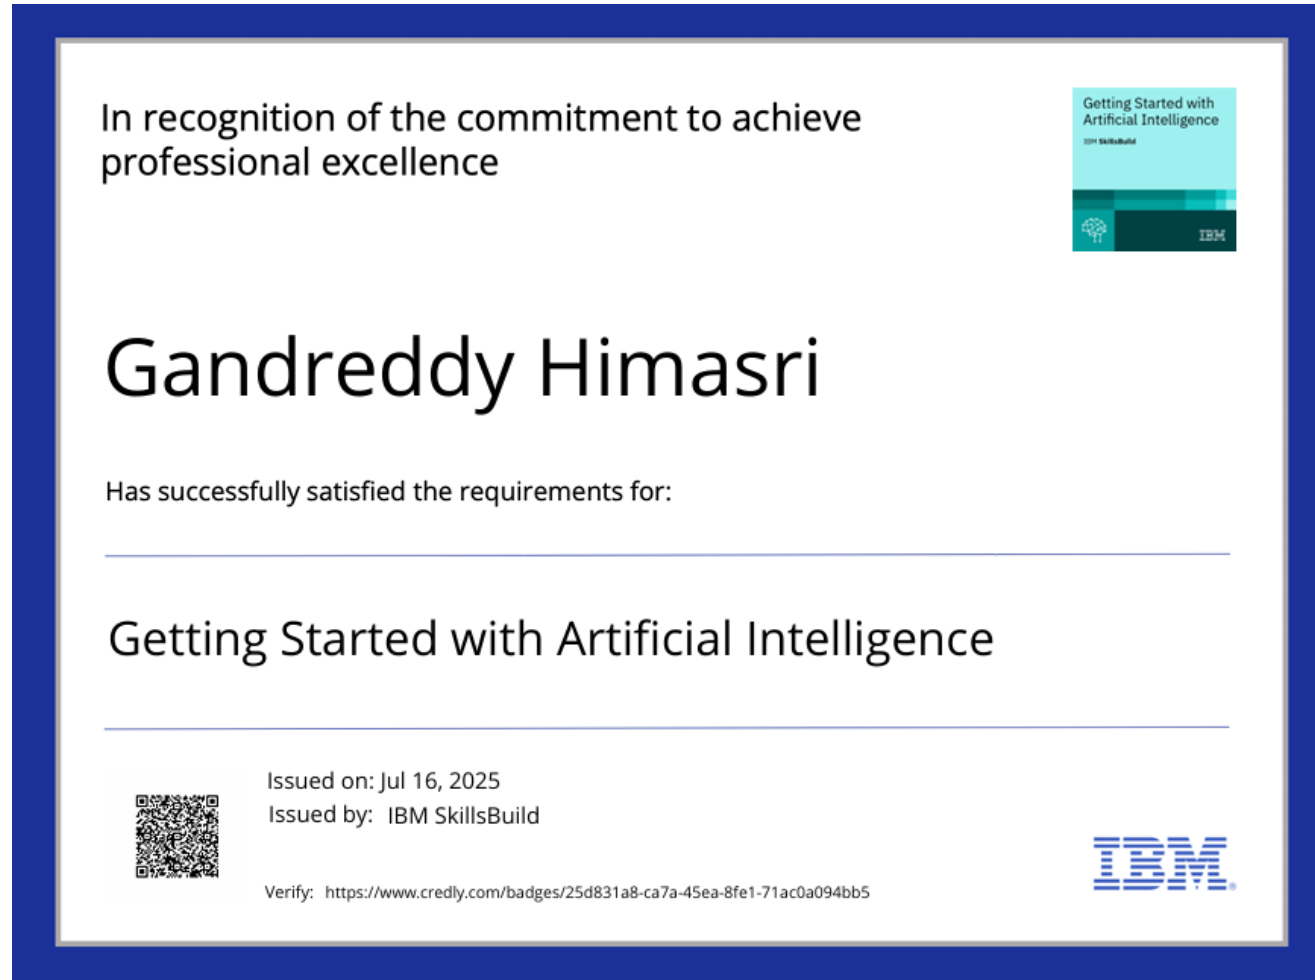 In recognition of the commitment to achieve
professional excellence
Getting Started with
Artificial Intelligence
IBM SkillsBuild
IBM
Gandreddy Himasri
Has successfully satisfied the requirements for:
Getting Started with Artificial Intelligence
Issued on: Jul 16, 2025
Issued by: IBM SkillsBuild
Verify: https://www.credly.com/badges/25d831a8-ca7a-45ea-8fe1-71ac0a094bb5
IBM®